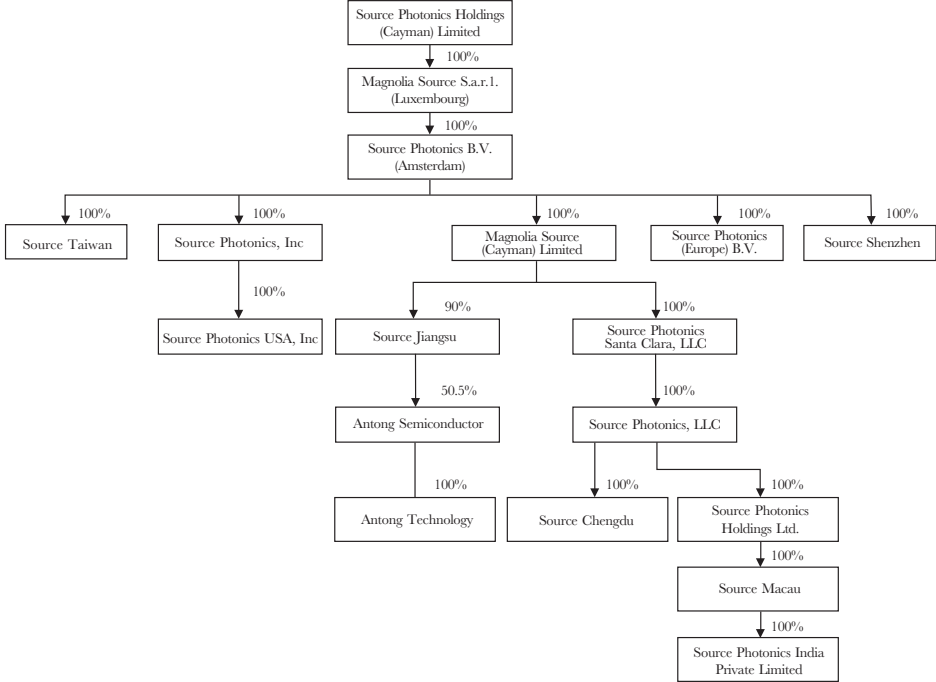 Source Photonics Holdings
(Cayman) Limited
100%
Magnolia Source S.a.r.1.
(Luxembourg)
100%
Source Photonics B.V.
(Amsterdam)
100%
100%
100%
100%
100%
Source Taiwan
Source Photonics, Inc
Magnolia Source
(Cayman) Limited
Source Photonics
(Europe) B.V.
Source Shenzhen
100%
90%
100%
Source Photonics USA, Inc
Source Jiangsu
Source Photonics
Santa Clara, LLC
50.5%
100%
Antong Semiconductor
Source Photonics, LLC
100%
100%
100%
Antong Technology
Source Chengdu
Source Photonics
Holdings Ltd.
100%
Source Macau
100%
Source Photonics India
Private Limited